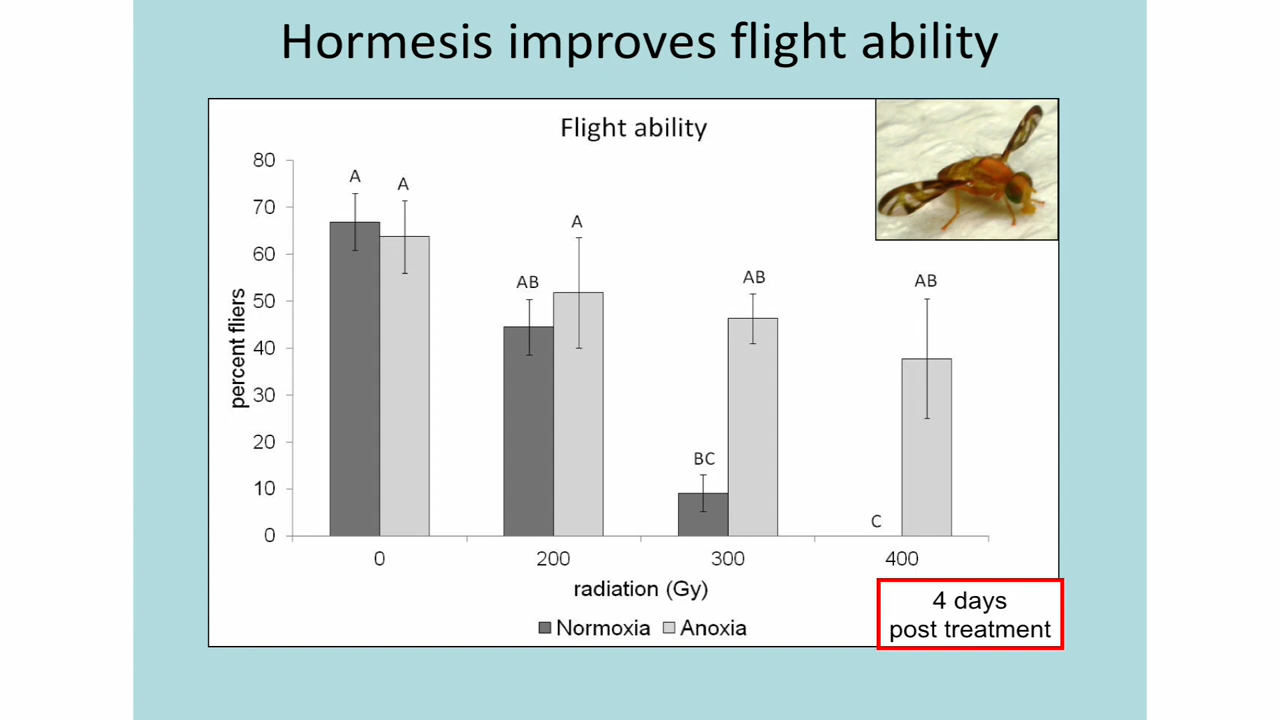 Hormesis improves flight ability
Flight ability
80
70
60
50
40
30
20
10
0
percent fliers
A
A
AB
A
BC
AB
C
AB
0
200
300
400
radiation (Gy)
Normoxia
Anoxia
4 days
post treatment